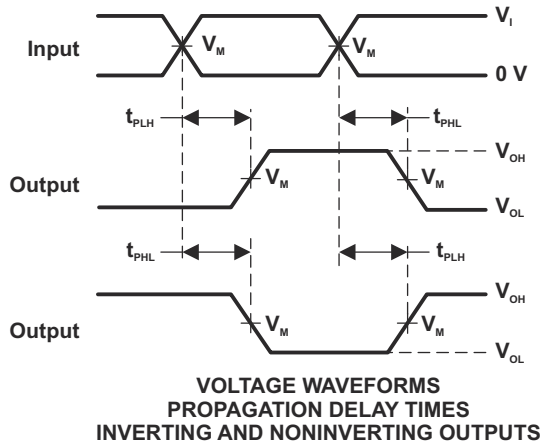 V_I
Input
V_M
V_M
0 V
t_PLH
t_PHL
V_OH
Output
V_M
V_M
V_OL
t_PHL
t_PLH
V_OH
Output
V_M
V_M
V_OL
VOLTAGE WAVEFORMS
PROPAGATION DELAY TIMES
INVERTING AND NONINVERTING OUTPUTS